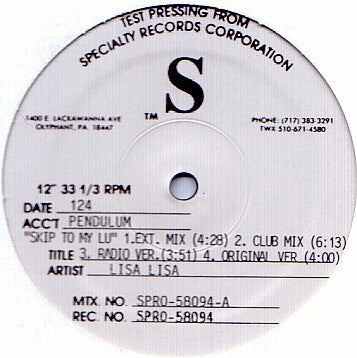 TEST PRESSING FROM
SPECIALTY RECORDS CORPORATION
S
TM
1400 E. LACKAWANNA AVE
OLYPHANT, PA. 18447
PHONE: (717) 383-3291
TWX 510-671-4580
12" 33 1/3 RPM
DATE 124
ACCT PENDULUM
"SKIP TO MY LU" 1.EXT. MIX (4:28) 2. CLUB MIX (6:13)
TITLE 3. RADIO VER.(3:51) 4. ORIGINAL VER (4:00)
ARTIST LISA LISA
MTX. NO. SPRO-58094-A
REC. NO. SPRO-58094